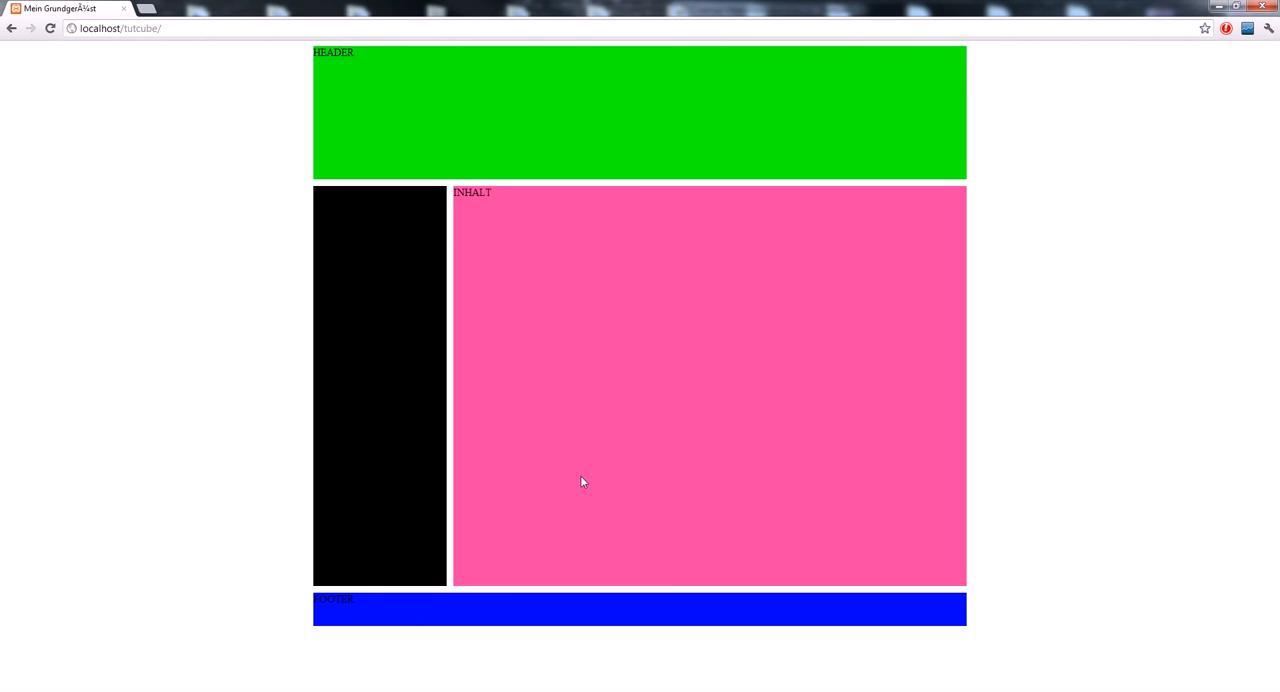 Mein GrundgerÃ¼st
localhost/tutcube/
HEADER
INHALT
FOOTER